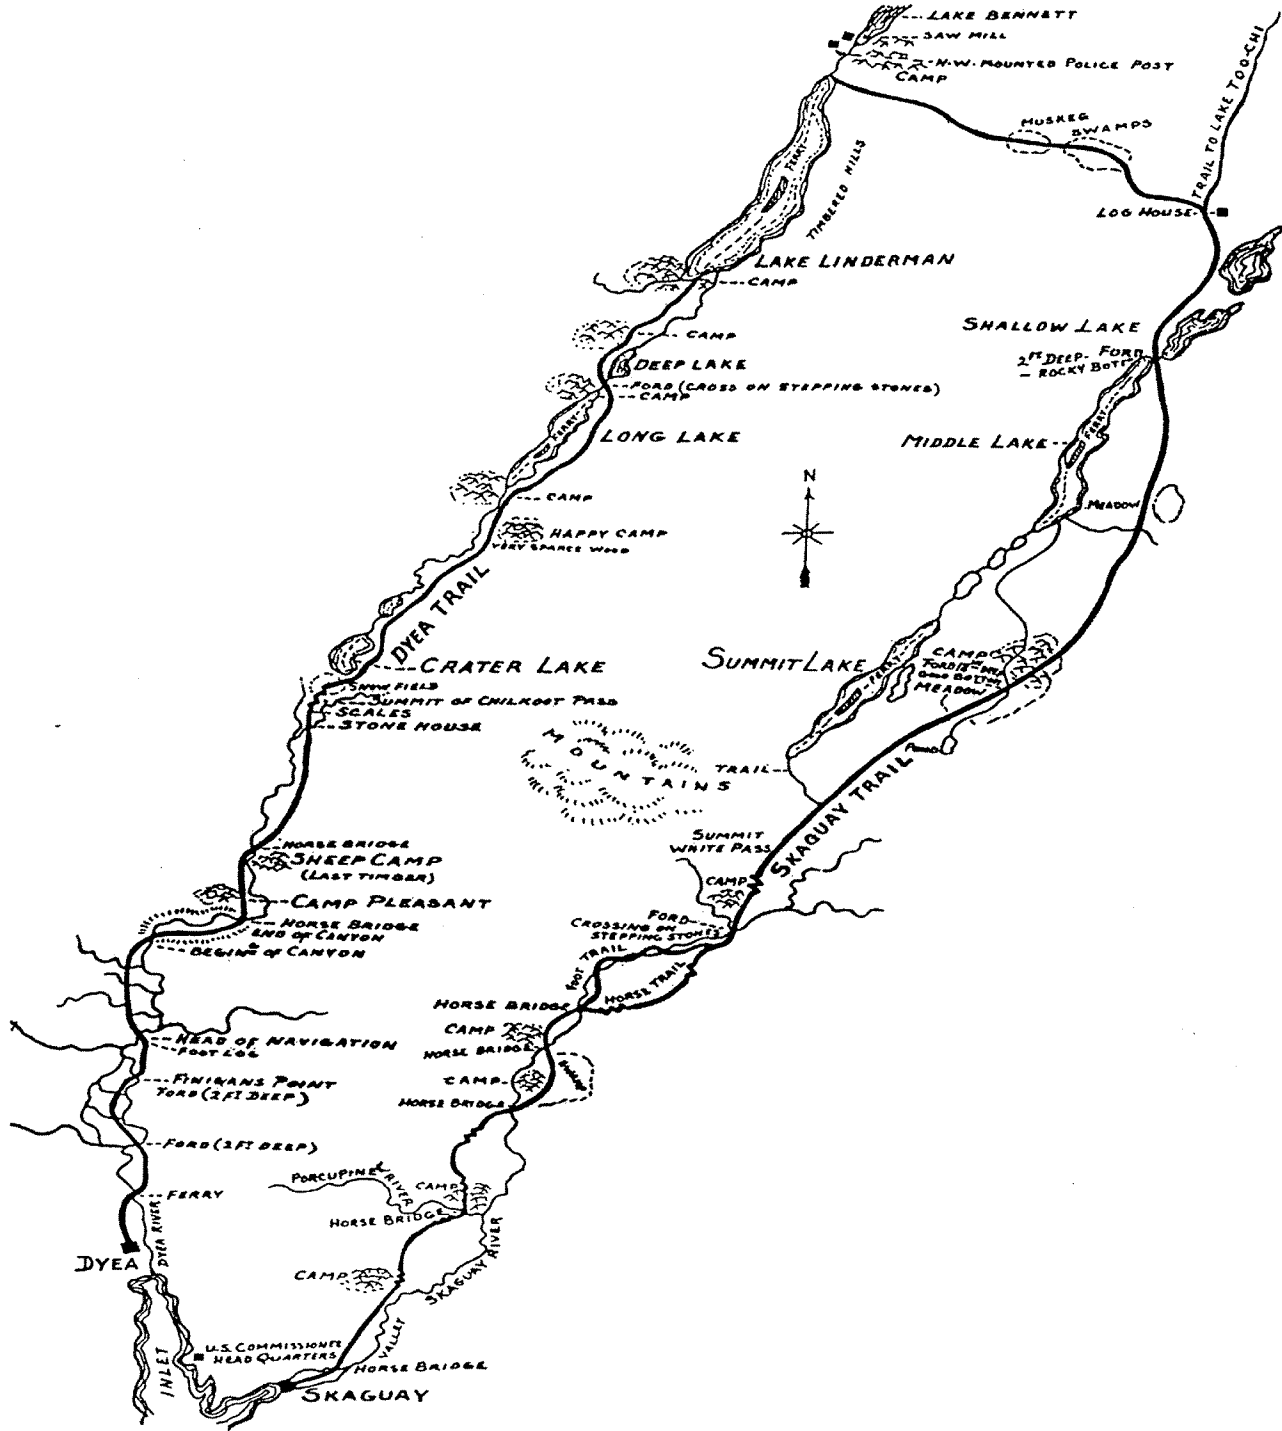 LAKE BENNETT
SAW MILL
N.W. MOUNTED POLICE POST
CAMP
TRAIL TO LAKE TOO-CHI
MUSKEG
SWAMPS
LOG HOUSE
FERRY
TIMBERED HILLS
LAKE LINDERMAN
CAMP
CAMP
DEEP LAKE
FORD (CROSS ON STEPPING STONES)
CAMP
FERRY
LONG LAKE
CAMP
HAPPY CAMP
VERY SPARCE WOOD
DYEA TRAIL
CRATER LAKE
SNOW FIELD
SUMMIT OF CHILKOOT PASS
SCALES
STONE HOUSE
HORSE BRIDGE
SHEEP CAMP
(LAST TIMBER)
CAMP PLEASANT
HORSE BRIDGE
END OF CANYON
BEGING OF CANYON
HEAD OF NAVIGATION
FOOT LOG
FINIGANS POINT
FORD (2 FT DEEP)
FORD (2 FT DEEP)
FERRY
DYEA RIVER
DYEA
INLET
N
MOUNTAINS
SHALLOW LAKE
2 FT DEEP- FORD
ROCKY BOTT
FERRY
MIDDLE LAKE
MEADOW
SUMMIT LAKE
FERRY
CAMP
MEADOW
POND
TRAIL
SKAGUAY TRAIL
SUMMIT
WHITE PASS
CAMP
FORD
CROSSING ON
STEPPING STONES
FOOT TRAIL
HORSE TRAIL
HORSE BRIDGE
CAMP
HORSE BRIDGE
CAMP
HORSE BRIDGE
PORCUPINE RIVER
CAMP
HORSE BRIDGE
SKAGUAY RIVER
CAMP
VALLEY
U.S. COMMISSIONER
HEAD QUARTERS
HORSE BRIDGE
SKAGUAY